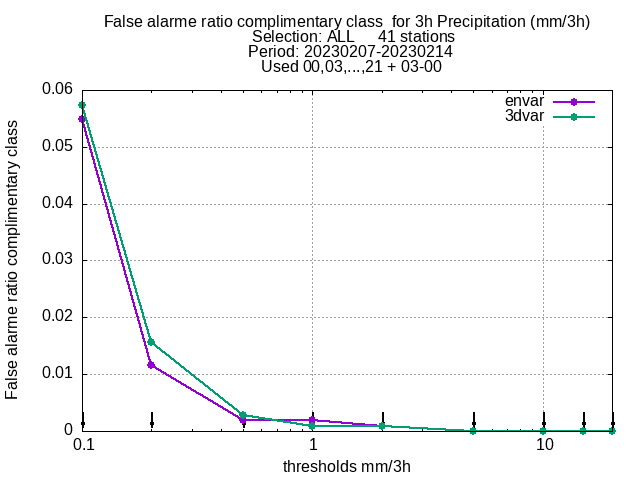 False alarme ratio complimentary class  for 3h Precipitation (mm/3h)
Selection: ALL     41 stations
Period: 20230207-20230214
Used 00,03,...,21 + 03-00
envar
3dvar
False alarme ratio complimentary class
0.06
0.05
0.04
0.03
0.02
0.01
0
0.1 1 10
thresholds mm/3h